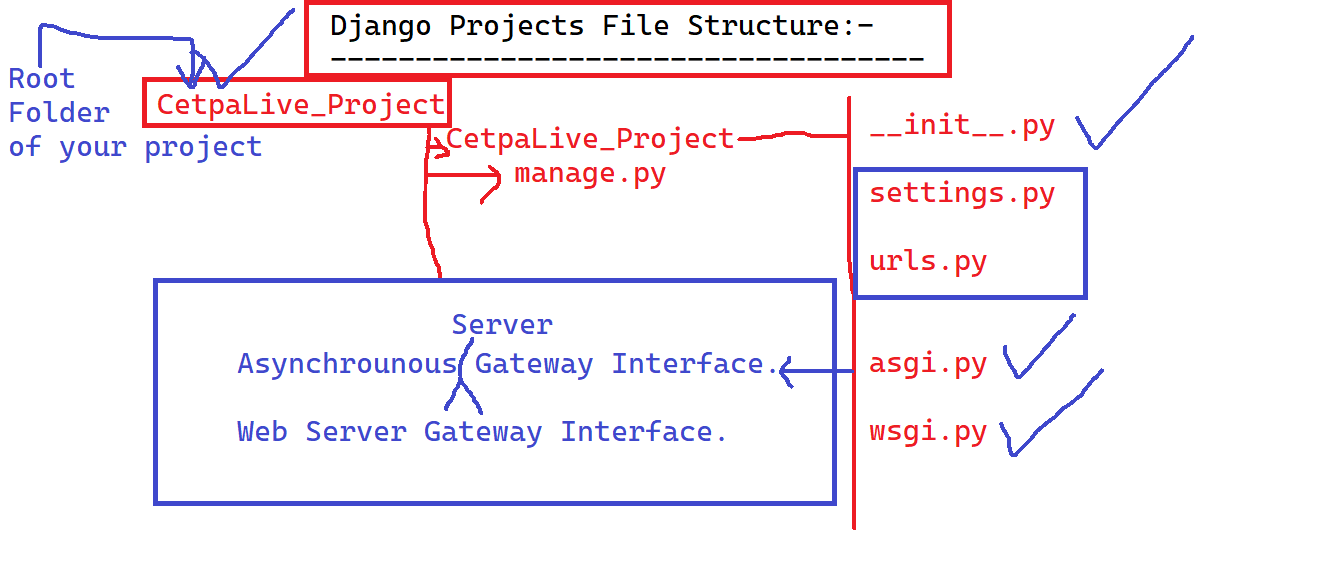 Django Projects File Structure:-
-----------------------------------
Root
Folder
of your project
CetpaLive_Project
CetpaLive_Project
manage.py
__init__.py
settings.py
urls.py
asgi.py
wsgi.py
Server
Asynchrounous Gateway Interface.
Web Server Gateway Interface.